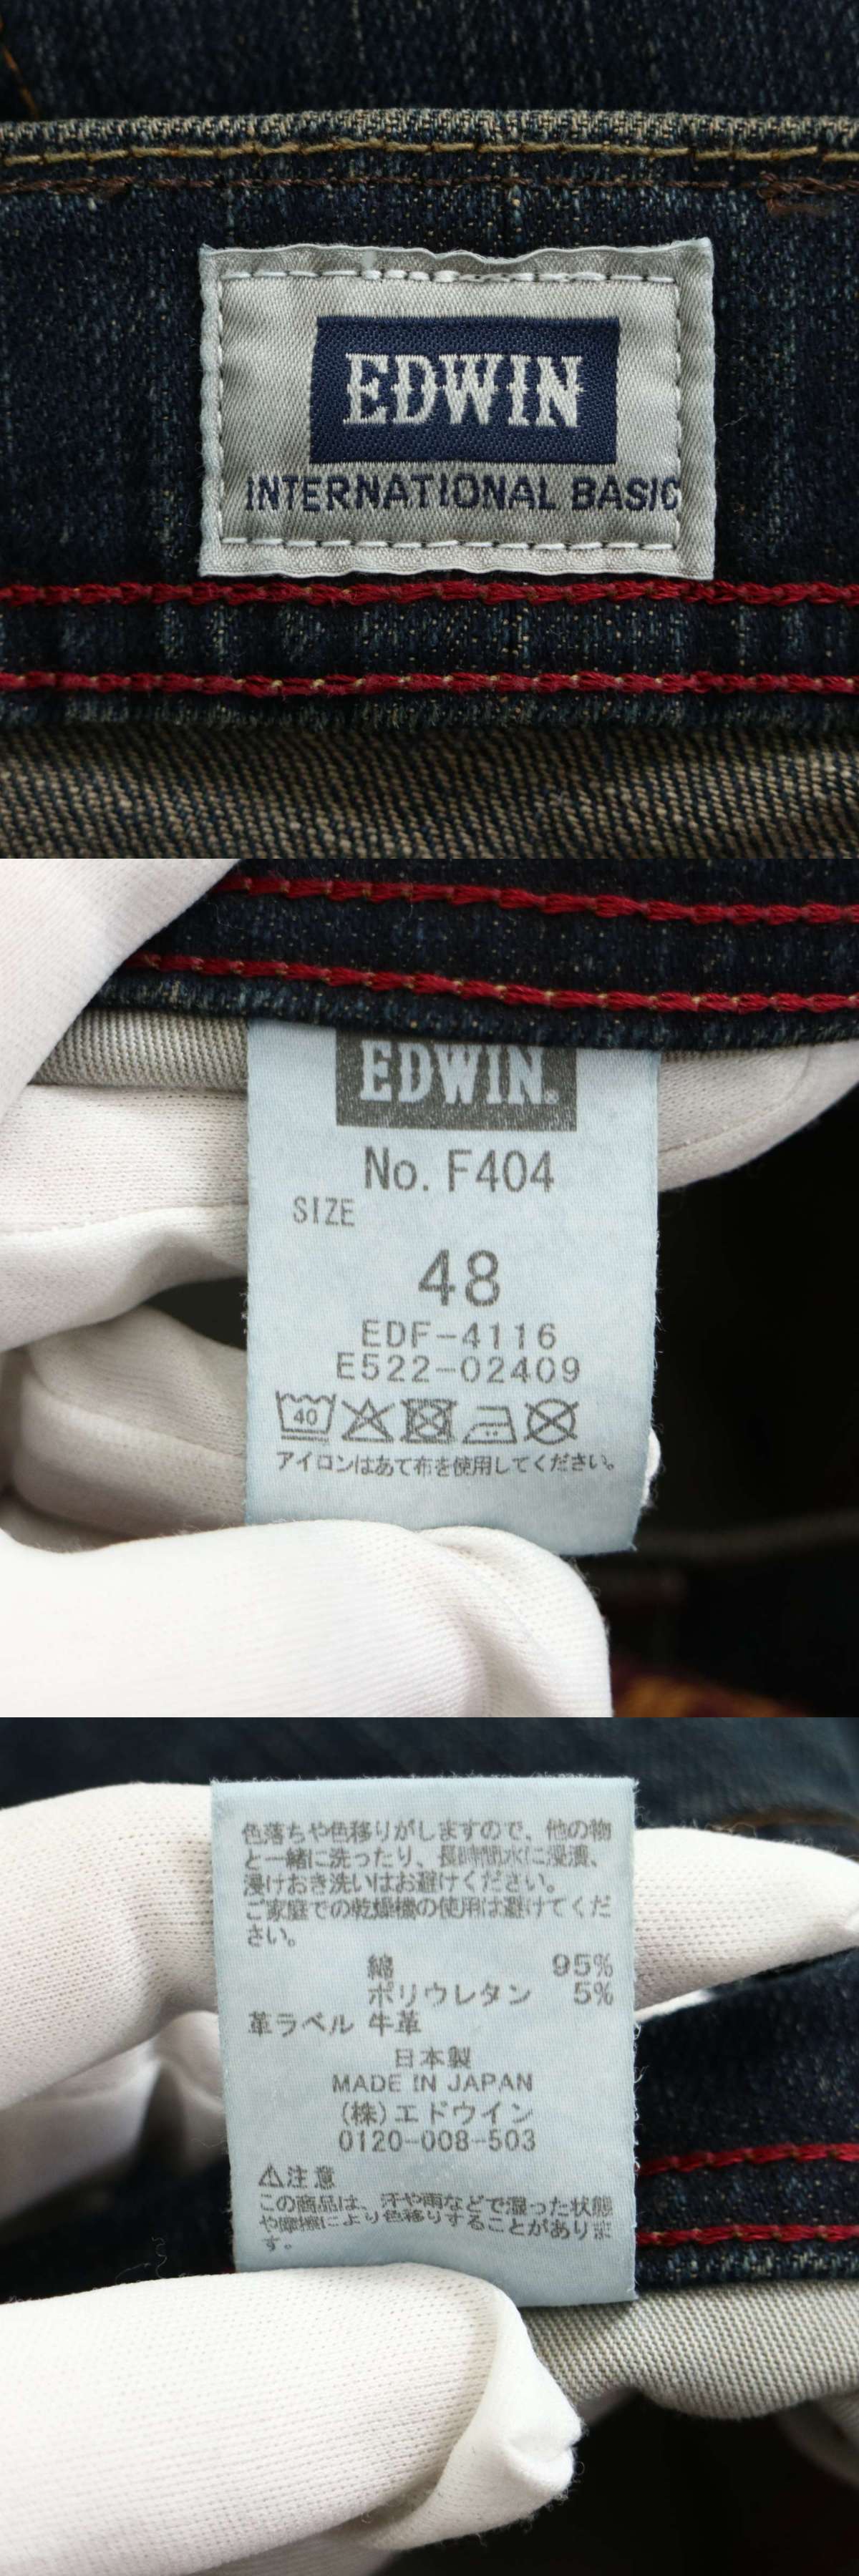 EDWIN
INTERNATIONAL BASIC
EDWIN®
No. F404
SIZE
48
EDF-4116
E522-02409
40
アイロンはあて布を使用してください。
色落ちや色移りがしますので、他の物
と一緒に洗ったり、長時間水に浸漬、
浸けおき洗いはお避けください。
ご家庭での乾燥機の使用は避けてくだ
さい。
綿 95%
ポリウレタン 5%
革ラベル 牛革
日本製
MADE IN JAPAN
(株)エドウイン
0120-008-503
⚠注意
この商品は、汗や雨などで湿った状態
や摩擦により色移りすることがありま
す。